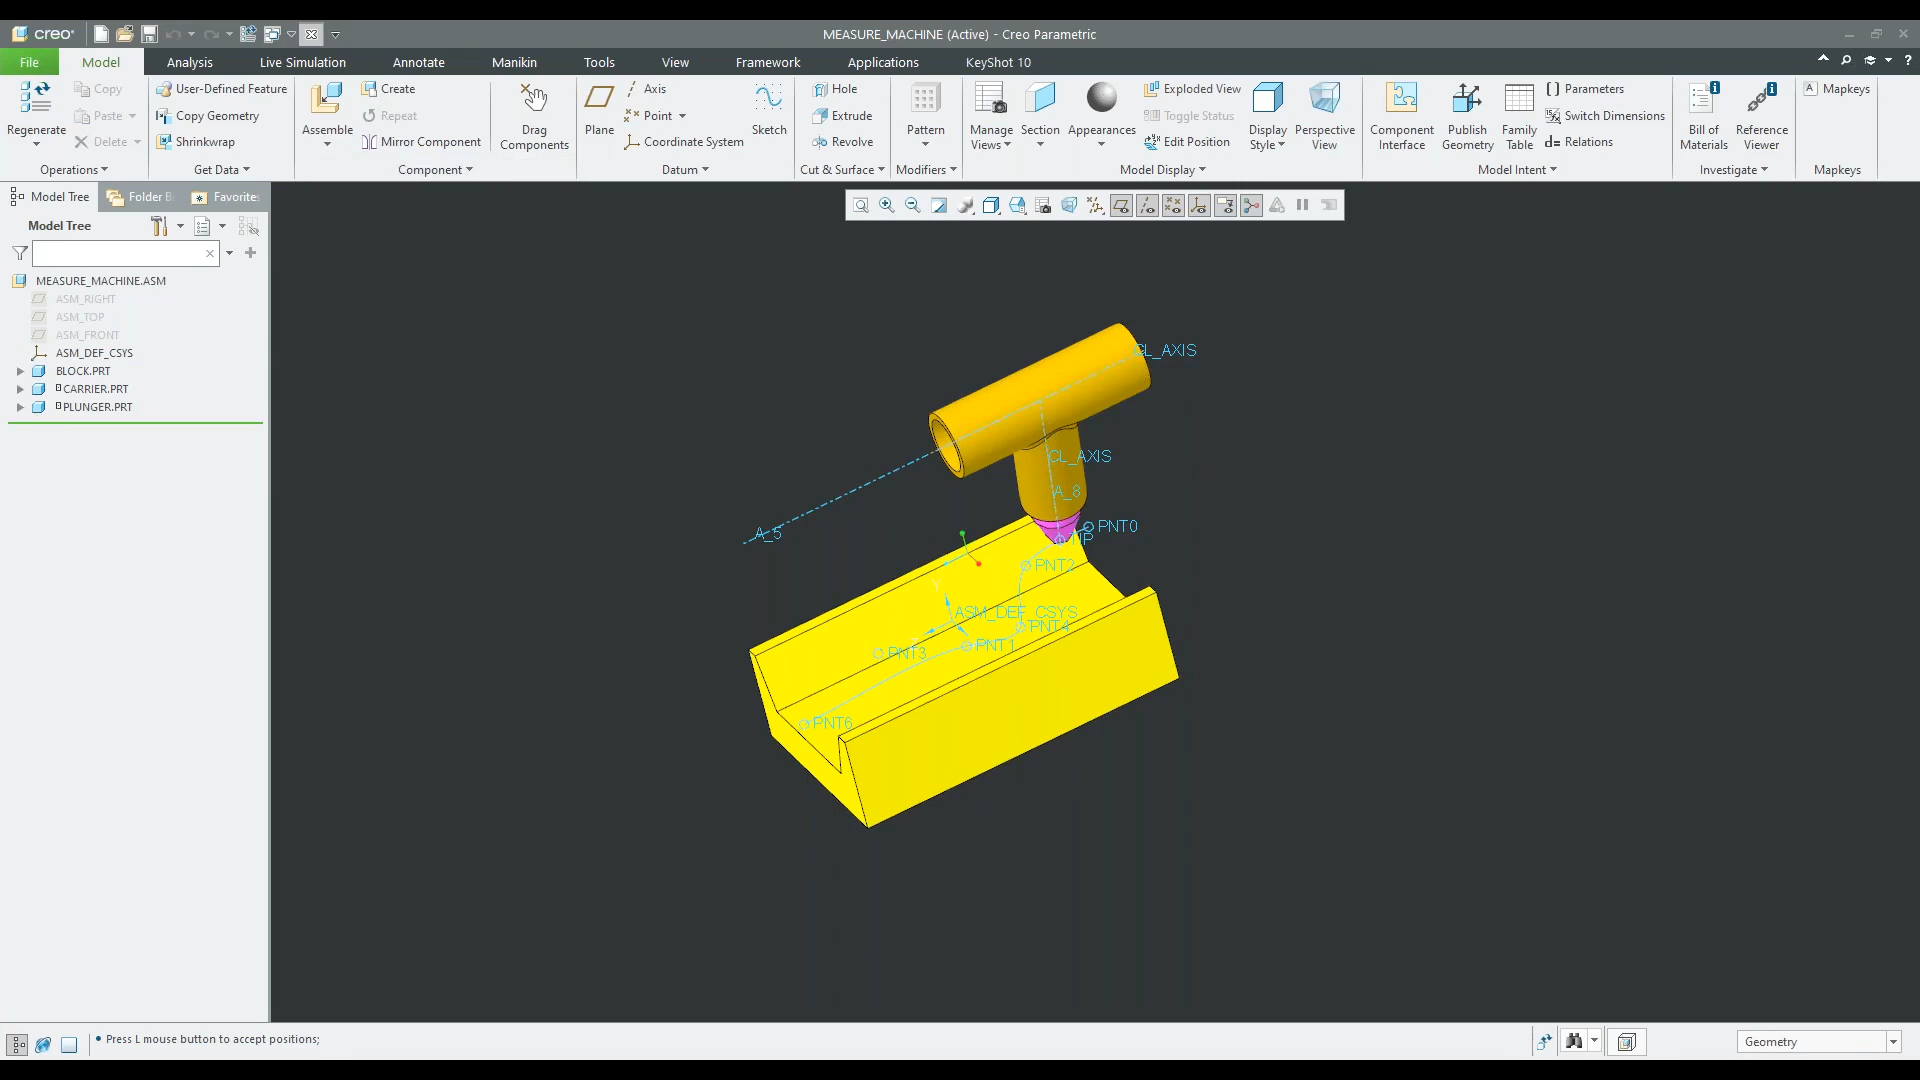 creo
MEASURE_MACHINE (Active) - Creo Parametric
File Model Analysis Live Simulation Annotate Manikin Tools View Framework Applications KeyShot 10
Regenerate
Copy
Paste
Delete
Operations
User-Defined Feature
Copy Geometry
Shrinkwrap
Get Data
Assemble
Create
Repeat
Mirror Component
Drag
Components
Component
Plane
Axis
Point
Coordinate System
Sketch
Datum
Hole
Extrude
Revolve
Cut & Surface
Pattern
Modifiers
Manage
Views
Section
Appearances
Exploded View
Toggle Status
Edit Position
Display
Style
Perspective
View
Model Display
Component
Interface
Publish
Geometry
Family
Table
Parameters
Switch Dimensions
Relations
Model Intent
Bill of
Materials
Reference
Viewer
Investigate
Mapkeys
Mapkeys
Model Tree Folder B Favorites
Model Tree
MEASURE_MACHINE.ASM
ASM_RIGHT
ASM_TOP
ASM_FRONT
ASM_DEF_CSYS
BLOCK.PRT
CARRIER.PRT
PLUNGER.PRT
CL_AXIS
CL_AXIS
A_8
A_5
PNT0
TIP
PNT2
Y
ASM_DEF_CSYS
PNT4
PNT1
PNT3
PNT6
Press L mouse button to accept positions;
Geometry